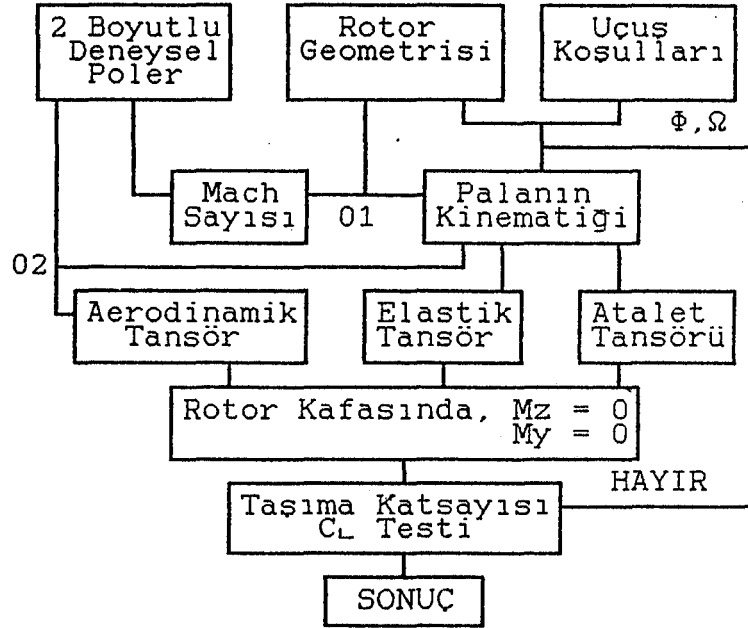 2 Boyutlu
Deneysel
Poler
Rotor
Geometrisi
Uçuş
Koşulları
Φ,Ω
Mach
Sayısı
01
Palanın
Kinematiği
02
Aerodinamik
Tansör
Elastik
Tansör
Atalet
Tansörü
Rotor Kafasında, Mz = 0
My = 0
HAYIR
Taşıma Katsayısı
CL Testi
SONUÇ